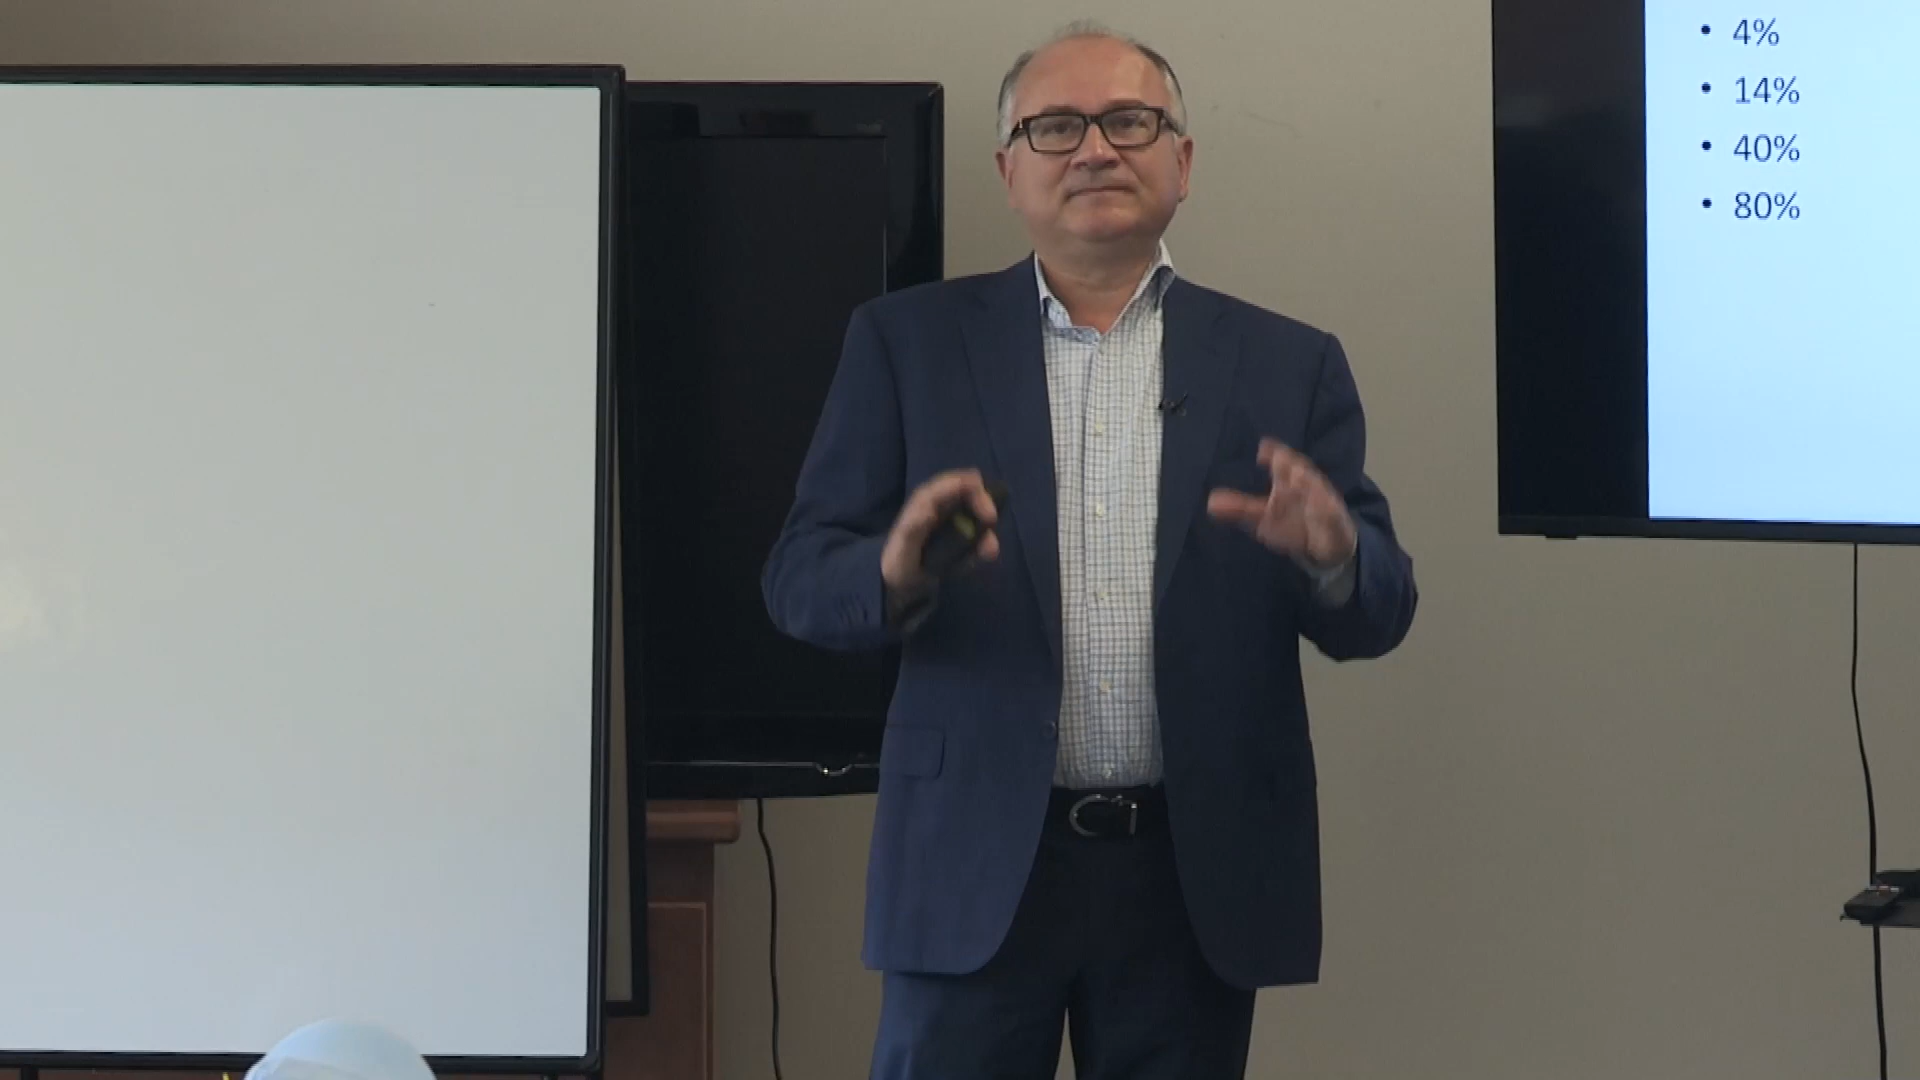 • 4%
• 14%
• 40%
• 80%